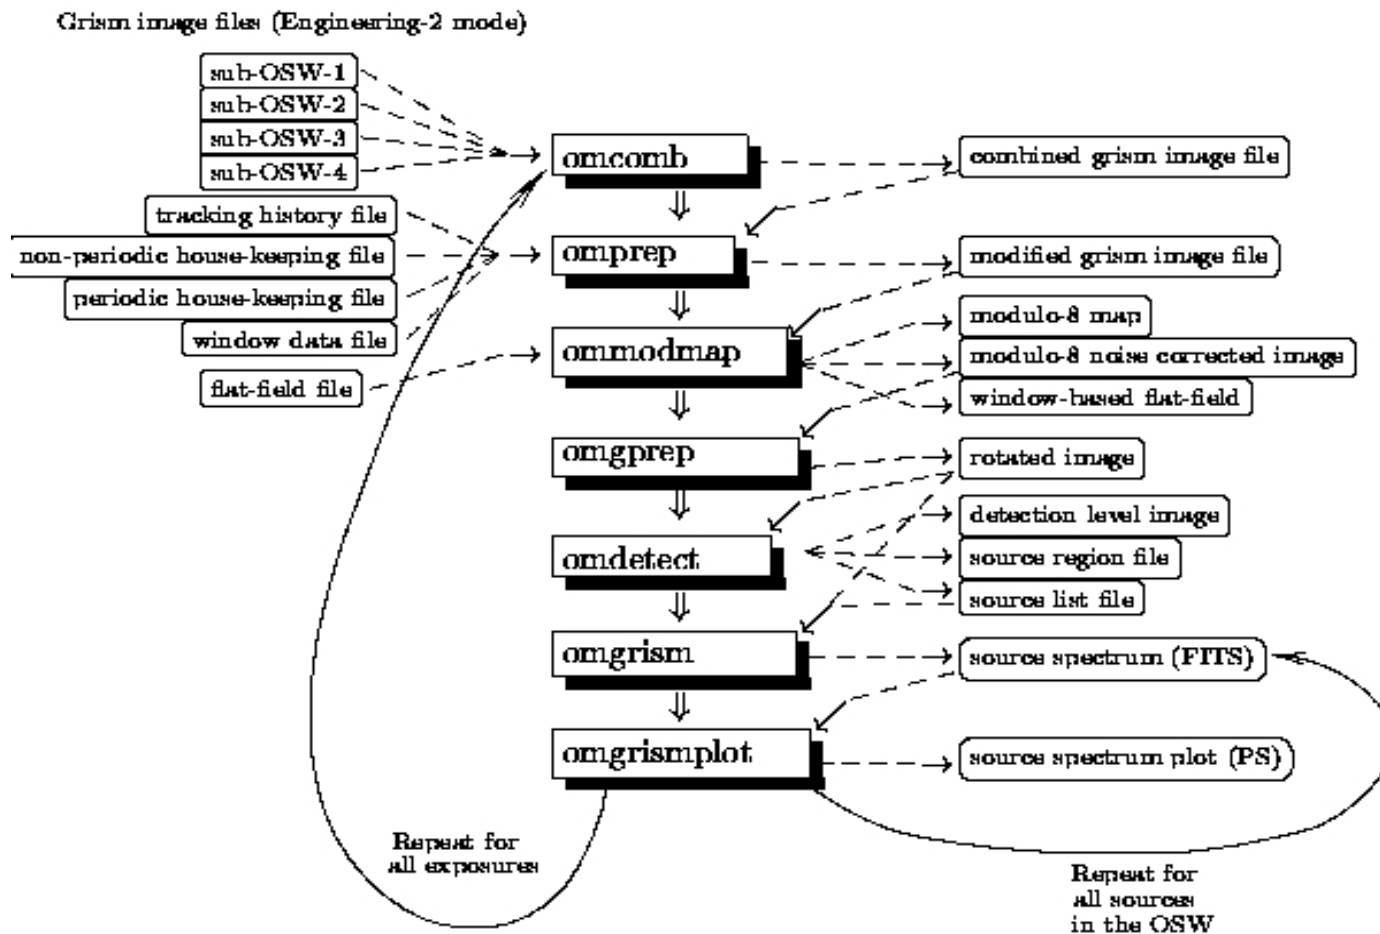 Grism image files (Engineering-2 mode)
sub-OSW-1
sub-OSW-2
sub-OSW-3
sub-OSW-4
tracking history file
non-periodic house-keeping file
periodic house-keeping file
window data file
flat-field file
omcomb
omprep
ommodmap
omgprep
omdetect
omgrism
omgrismplot
combined grism image file
modified grism image file
modulo-8 map
modulo-8 noise corrected image
window-based flat-field
rotated image
detection level image
source region file
source list file
source spectrum (FITS)
source spectrum plot (PS)
Repeat for
all exposures
Repeat for
all sources
in the OSW